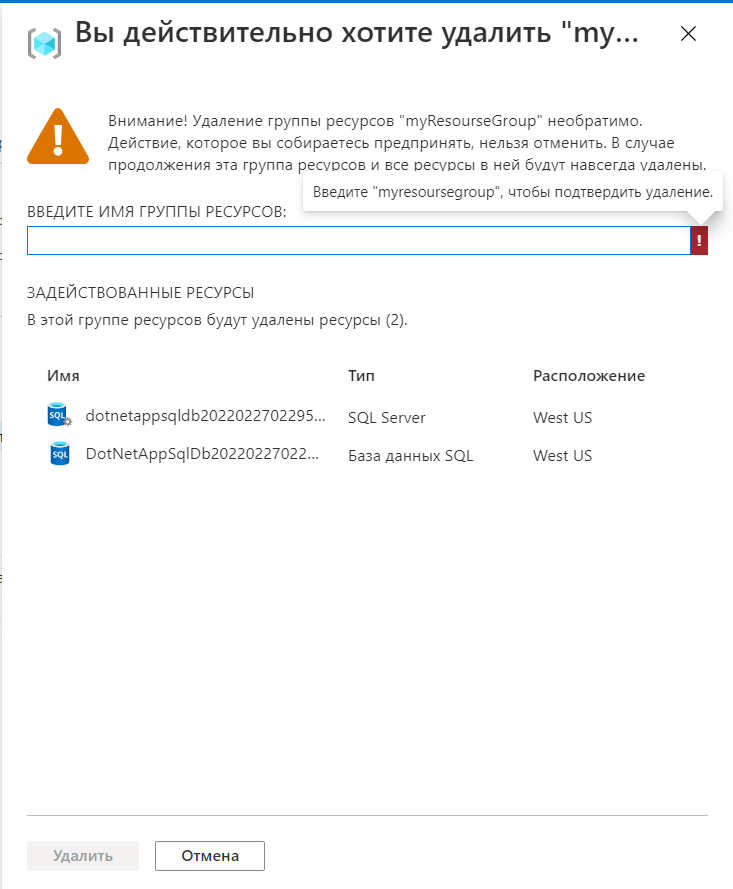 Вы действительно хотите удалить "my...
Внимание! Удаление группы ресурсов "myResourseGroup" необратимо.
Действие, которое вы собираетесь предпринять, нельзя отменить. В случае
продолжения эта группа ресурсов и все ресурсы в ней будут навсегда удалены.
Введите "myresoursegroup", чтобы подтвердить удаление.
ВВЕДИТЕ ИМЯ ГРУППЫ РЕСУРСОВ:
ЗАДЕЙСТВОВАННЫЕ РЕСУРСЫ
В этой группе ресурсов будут удалены ресурсы (2).
Имя Тип Расположение
SQL dotnetappsqldb2022022702295... SQL Server West US
SQL DotNetAppSqlDb20220227022... База данных SQL West US
Удалить Отмена